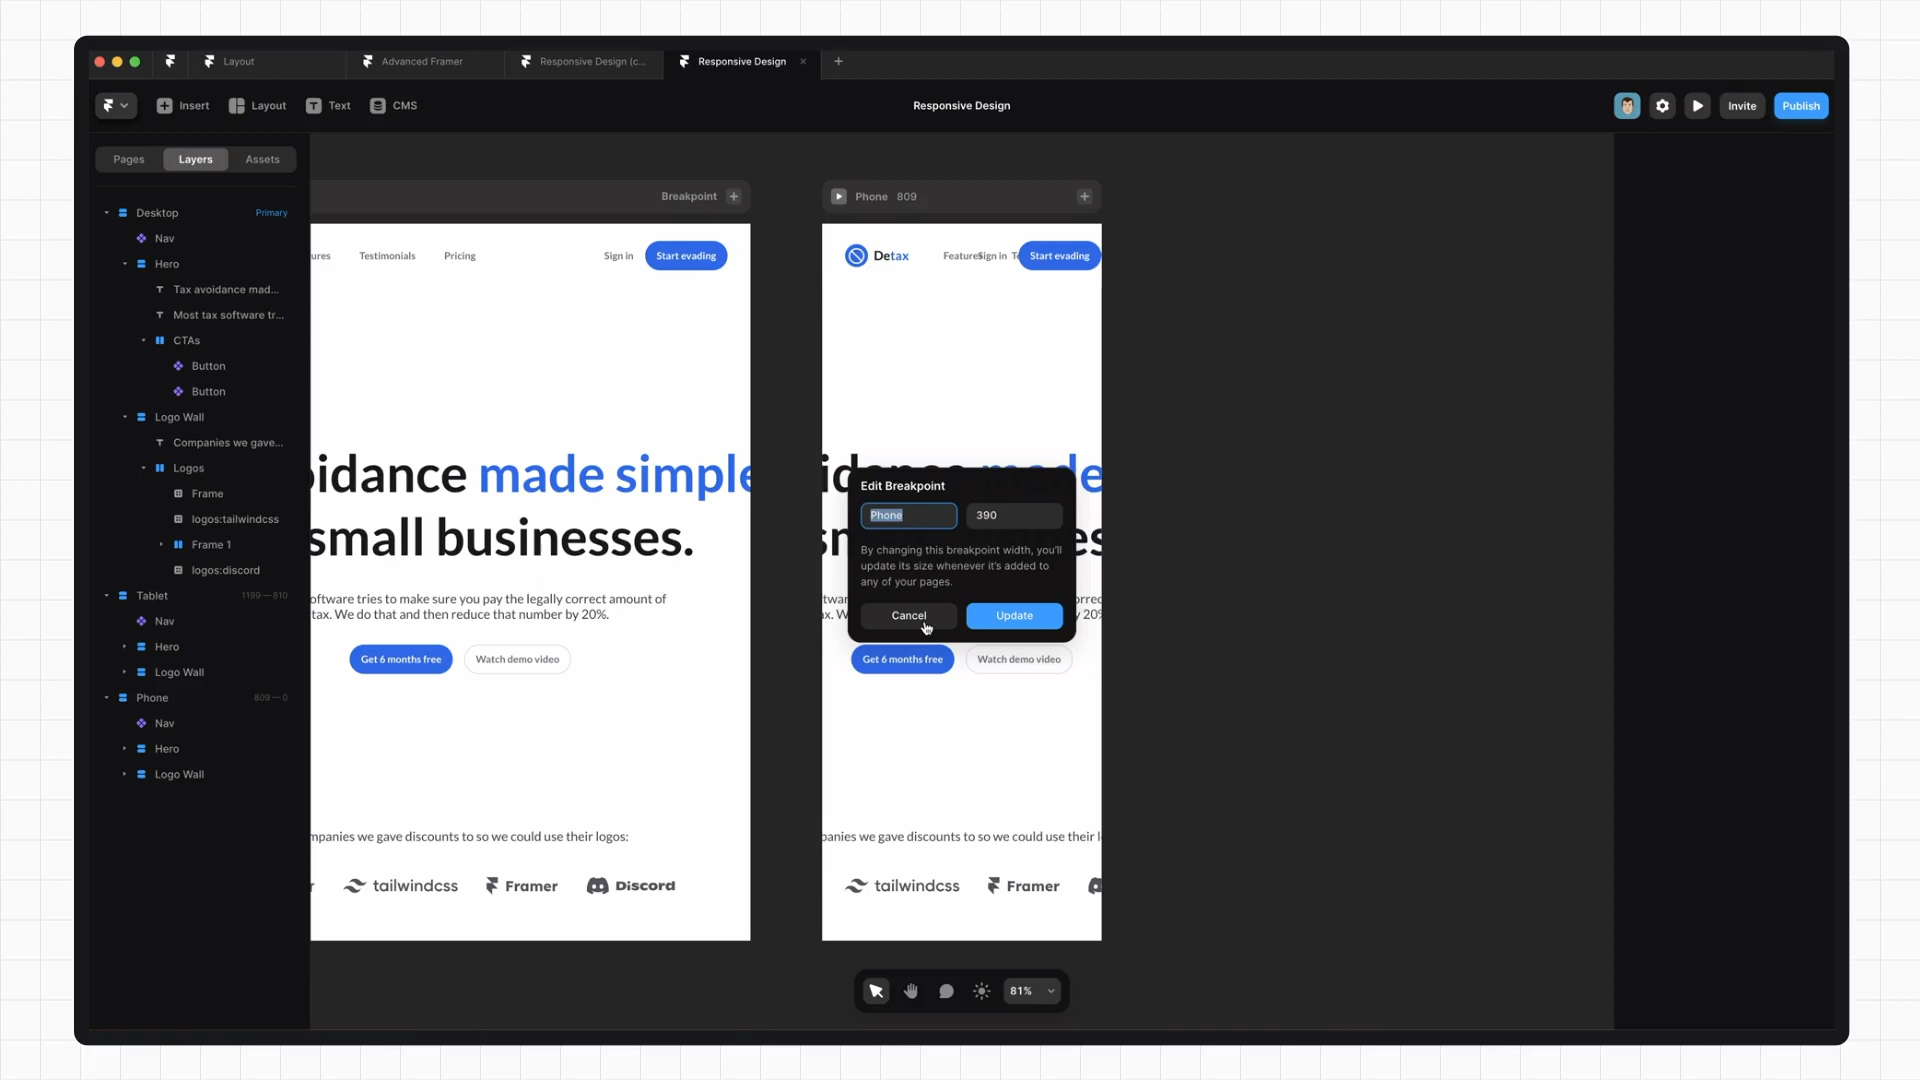 Layout
Advanced Framer
Responsive Design (c...
Responsive Design
Insert
Layout
Text
CMS
Responsive Design
Invite
Publish
Pages
Layers
Assets
Desktop
Primary
Nav
Hero
Tax avoidance mad...
Most tax software tr...
CTAs
Button
Button
Logo Wall
Companies we gave...
Logos
Frame
logos:tailwindcss
Frame 1
logos:discord
Tablet
1199—810
Nav
Hero
Logo Wall
Phone
809—0
Nav
Hero
Logo Wall
Breakpoint
ures
Testimonials
Pricing
Sign in
Start evading
oidance made simple
small businesses.
oftware tries to make sure you pay the legally correct amount of
tax. We do that and then reduce that number by 20%.
Get 6 months free
Watch demo video
mpanies we gave discounts to so we could use their logos:
r
tailwindcss
Framer
Discord
Phone 809
Detax
Features
Sign in
Te
Start evading
Edit Breakpoint
Phone
390
By changing this breakpoint width, you'll
update its size whenever it's added to
any of your pages.
Cancel
Update
Get 6 months free
Watch demo video
panies we gave discounts to so we could use their l
tailwindcss
Framer
81%